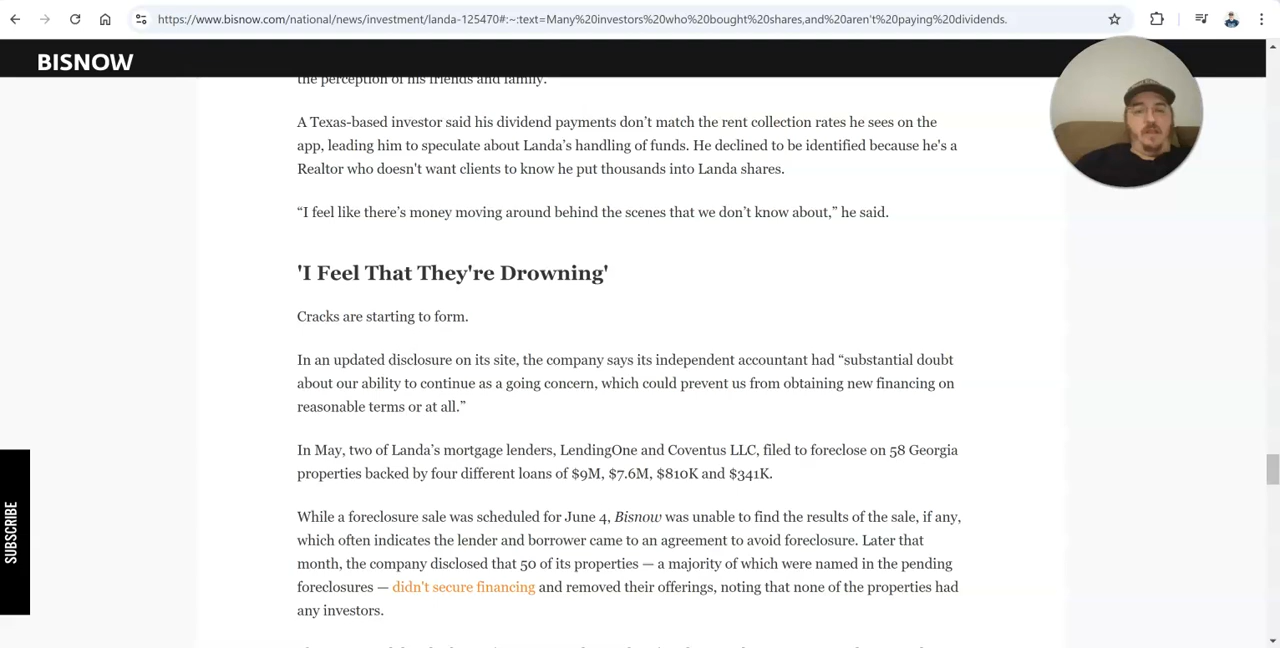 https://www.bisnow.com/national/news/investment/landa-125470#:~:text=Many%20investors%20who%20bought%20shares,and%20aren't%20paying%20dividends.
BISNOW
the perception of his friends and family.
A Texas-based investor said his dividend payments don't match the rent collection rates he sees on the
app, leading him to speculate about Landa's handling of funds. He declined to be identified because he's a
Realtor who doesn't want clients to know he put thousands into Landa shares.
“I feel like there's money moving around behind the scenes that we don't know about,” he said.
'I Feel That They're Drowning'
Cracks are starting to form.
In an updated disclosure on its site, the company says its independent accountant had “substantial doubt
about our ability to continue as a going concern, which could prevent us from obtaining new financing on
reasonable terms or at all.”
In May, two of Landa's mortgage lenders, LendingOne and Coventus LLC, filed to foreclose on 58 Georgia
properties backed by four different loans of $9M, $7.6M, $810K and $341K.
While a foreclosure sale was scheduled for June 4, Bisnow was unable to find the results of the sale, if any,
which often indicates the lender and borrower came to an agreement to avoid foreclosure. Later that
month, the company disclosed that 50 of its properties — a majority of which were named in the pending
foreclosures — didn't secure financing and removed their offerings, noting that none of the properties had
any investors.
SUBSCRIBE